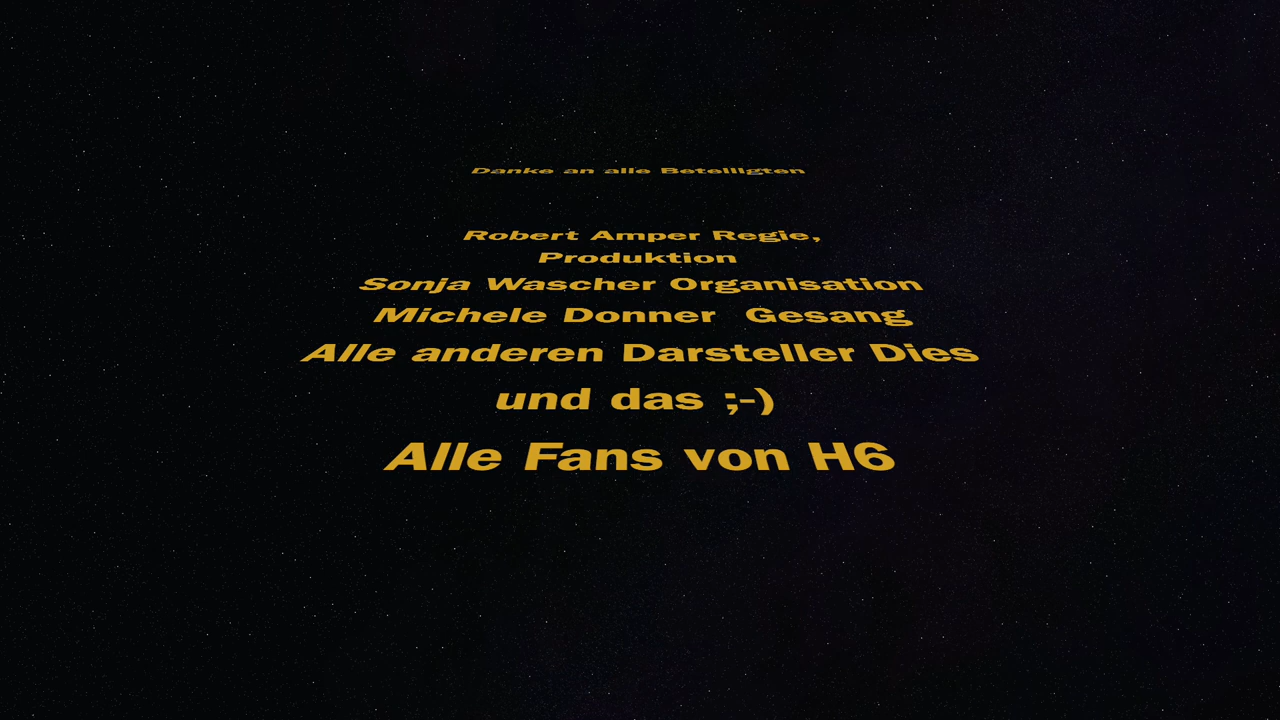 Danke an alle Beteiligten
Robert Amper Regie,
Produktion
Sonja Wascher Organisation
Michele Donner  Gesang
Alle anderen Darsteller Dies
und das ;-)
Alle Fans von H6